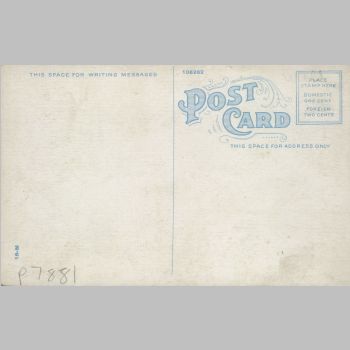 THIS SPACE FOR WRITING MESSAGES
108262
POST CARD
PLACE
STAMP HERE
DOMESTIC
ONE CENT
FOREIGN
TWO CENTS
THIS SPACE FOR ADDRESS ONLY
16-M
P7881